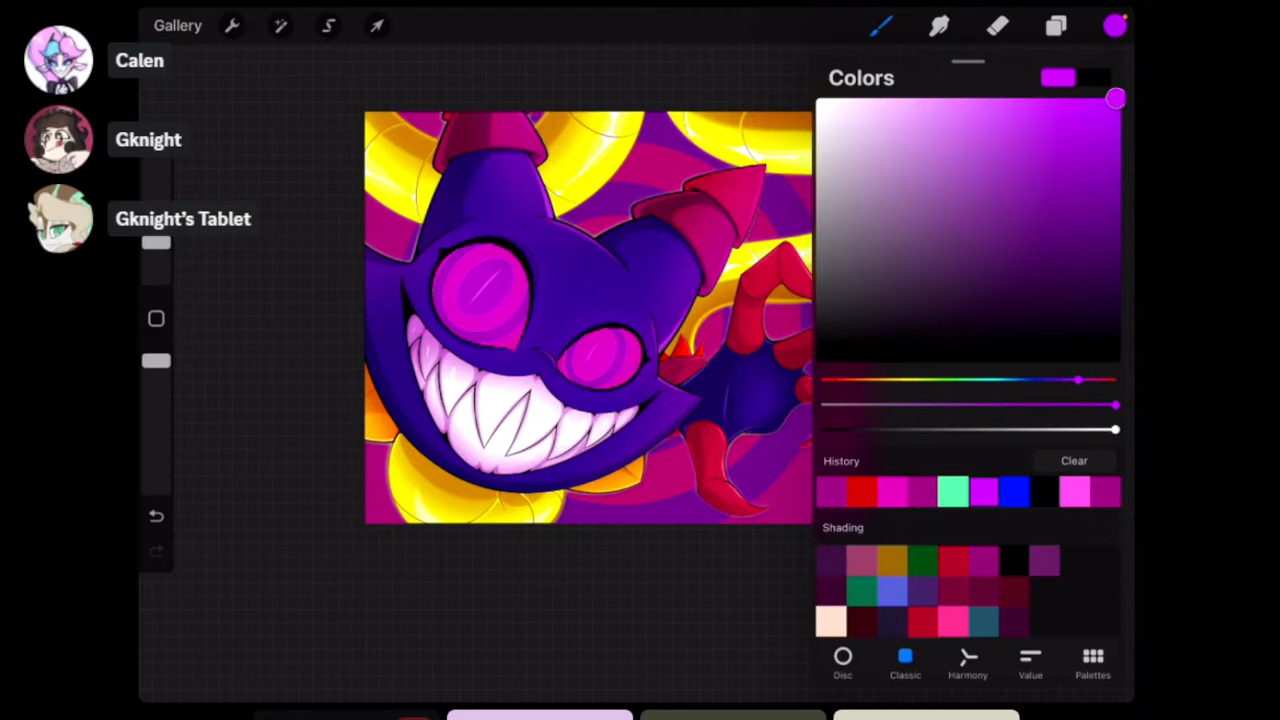 Gallery
Calen
Gknight
Gknight's Tablet
Colors
History
Clear
Shading
Disc
Classic
Harmony
Value
Palettes